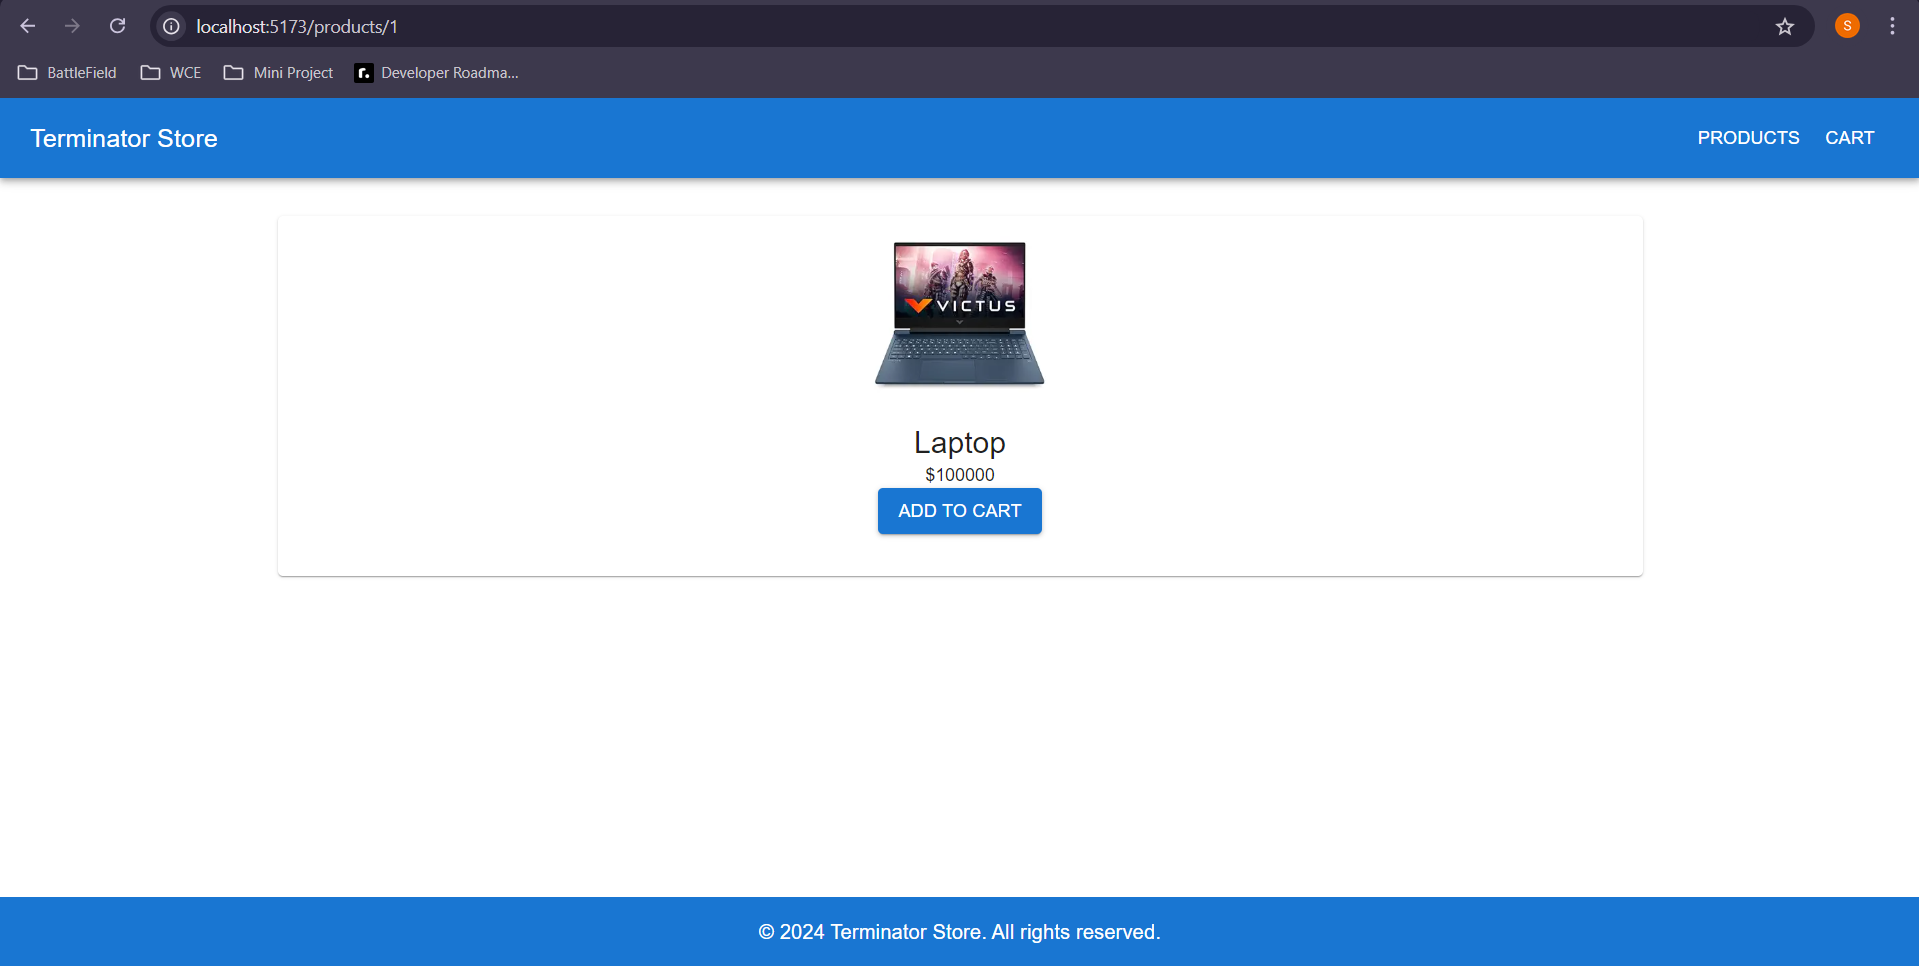 localhost:5173/products/1
S
BattleField WCE Mini Project Developer Roadma...
Terminator Store PRODUCTS CART
VICTUS
Laptop
$100000
ADD TO CART
© 2024 Terminator Store. All rights reserved.